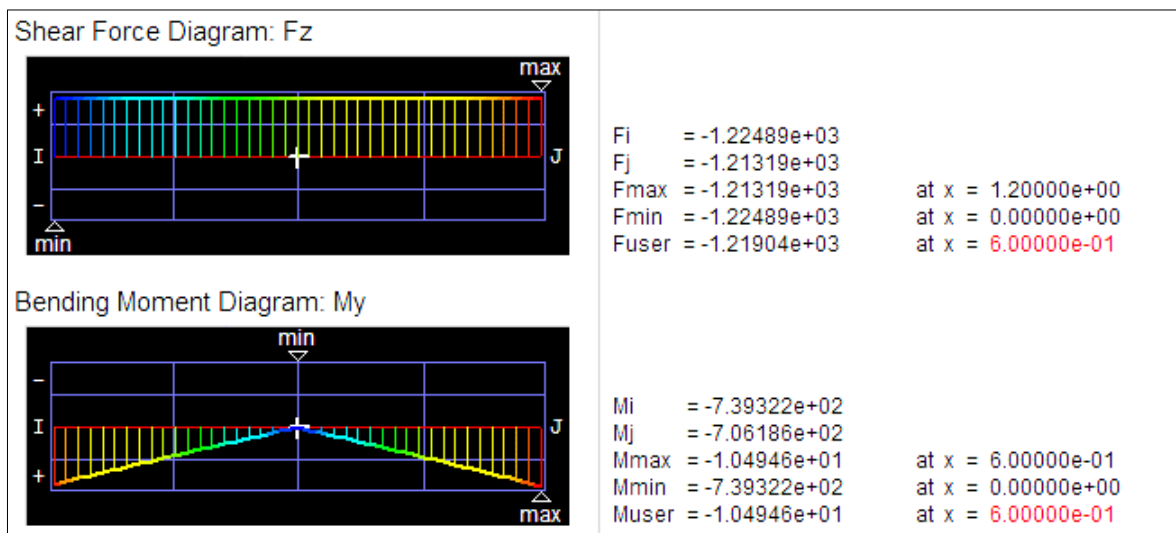 Shear Force Diagram: Fz
max
+
I
J
-
min
Fi = -1.22489e+03
Fj = -1.21319e+03
Fmax = -1.21319e+03 at x = 1.20000e+00
Fmin = -1.22489e+03 at x = 0.00000e+00
Fuser = -1.21904e+03 at x = 6.00000e-01
Bending Moment Diagram: My
min
-
I
J
+
max
Mi = -7.39322e+02
Mj = -7.06186e+02
Mmax = -1.04946e+01 at x = 6.00000e-01
Mmin = -7.39322e+02 at x = 0.00000e+00
Muser = -1.04946e+01 at x = 6.00000e-01